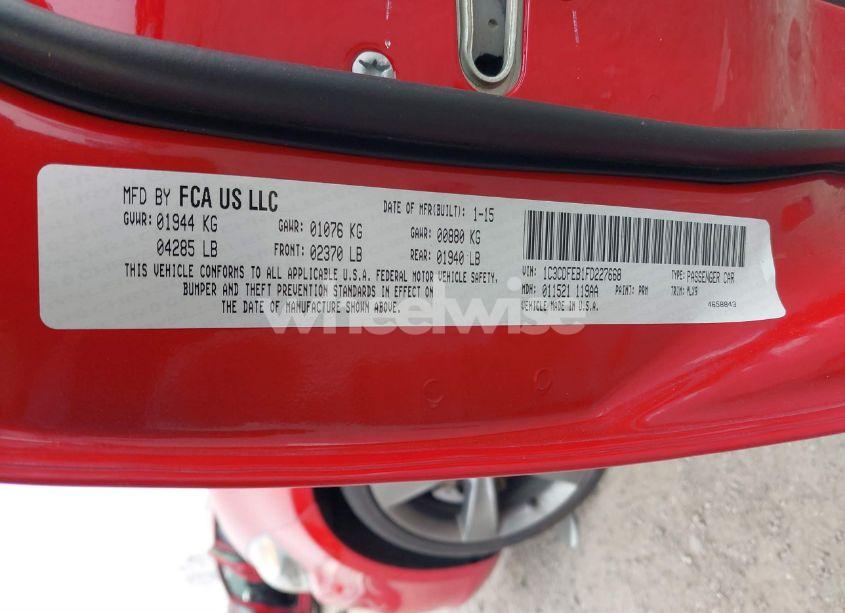 MFD BY FCA US LLC DATE OF MFR(BUILT): 1-15
GVWR: 01944 KG GAWR: 01076 KG GAWR: 00880 KG
04285 LB FRONT: 02370 LB REAR: 01940 LB
THIS VEHICLE CONFORMS TO ALL APPLICABLE U.S.A. FEDERAL MOTOR VEHICLE SAFETY,
BUMPER AND THEFT PREVENTION STANDARDS IN EFFECT ON
THE DATE OF MANUFACTURE SHOWN ABOVE.
VIN: 1C3CDFEB1FD227668 TYPE: PASSENGER CAR
MDH: 011521 119AA PAINT: PRM TRIM: MLX9
VEHICLE MADE IN U.S.A. 4658843
wheelwise